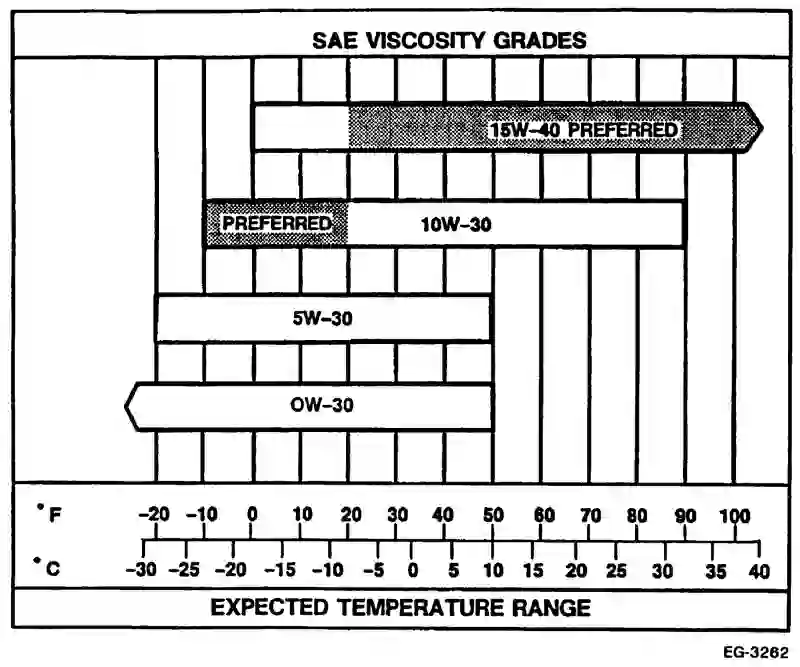 SAE VISCOSITY GRADES
15W-40 PREFERRED
PREFERRED 10W-30
5W-30
OW-30
°F -20 -10 0 10 20 30 40 50 60 70 80 90 100
°C -30 -25 -20 -15 -10 -5 0 5 10 15 20 25 30 35 40
EXPECTED TEMPERATURE RANGE
EG-3262